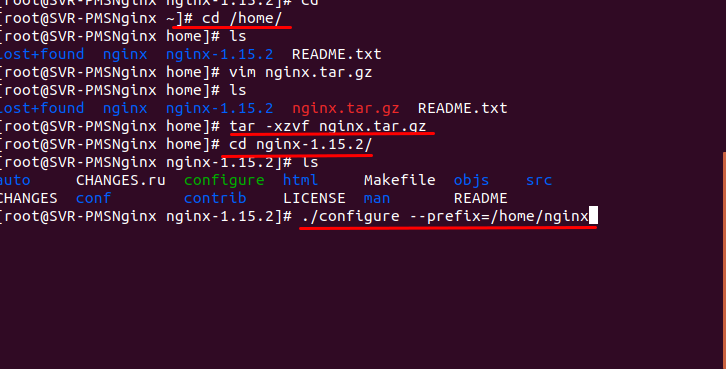 [root@SVR-PMSNginx ~]# cd
[root@SVR-PMSNginx ~]# cd /home/
[root@SVR-PMSNginx home]# ls
lost+found nginx nginx-1.15.2 README.txt
[root@SVR-PMSNginx home]# vim nginx.tar.gz
[root@SVR-PMSNginx home]# ls
lost+found nginx nginx-1.15.2 nginx.tar.gz README.txt
[root@SVR-PMSNginx home]# tar -xzvf nginx.tar.gz
[root@SVR-PMSNginx home]# cd nginx-1.15.2/
[root@SVR-PMSNginx nginx-1.15.2]# ls
auto CHANGES.ru configure html Makefile objs src
CHANGES conf contrib LICENSE man README
[root@SVR-PMSNginx nginx-1.15.2]# ./configure --prefix=/home/nginx